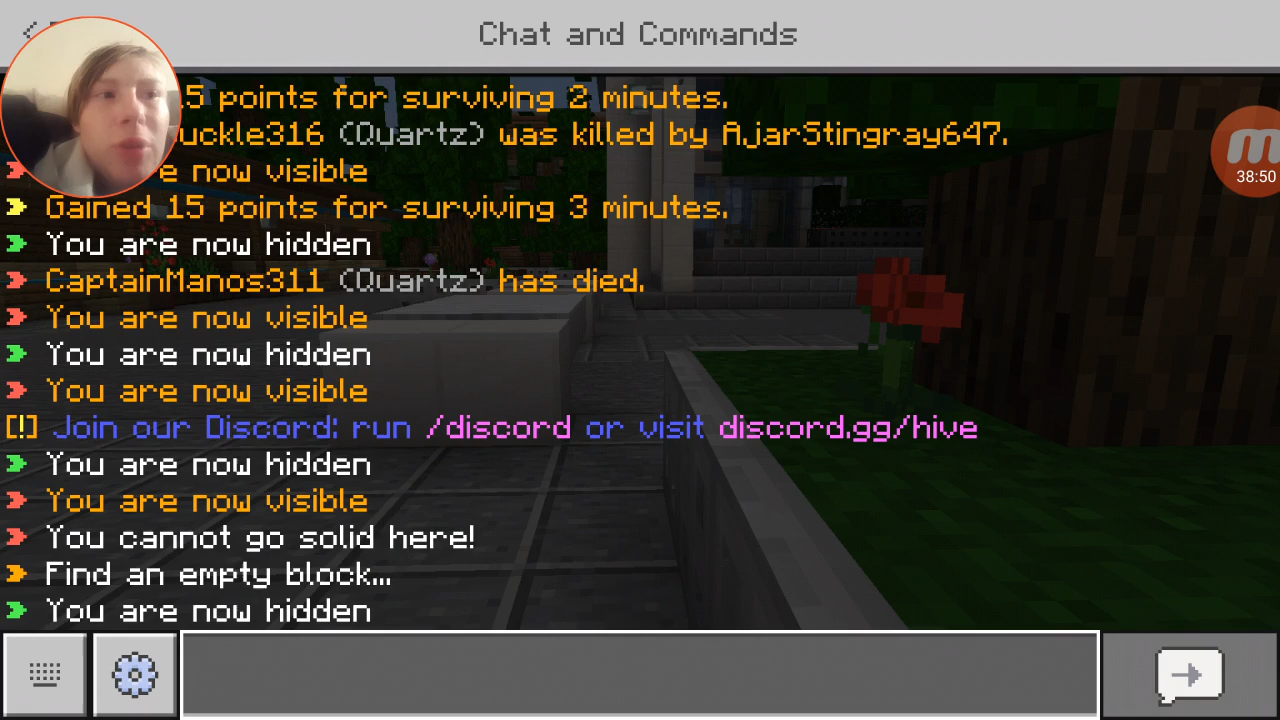 Chat and Commands
5 points for surviving 2 minutes.
uckle316 (Quartz) was killed by AjarStingray647.
e now visible
Gained 15 points for surviving 3 minutes.
You are now hidden
CaptainManos311 (Quartz) has died.
You are now visible
You are now hidden
You are now visible
[!] Join our Discord: run /discord or visit discord.gg/hive
You are now hidden
You are now visible
You cannot go solid here!
Find an empty block...
You are now hidden
38:50